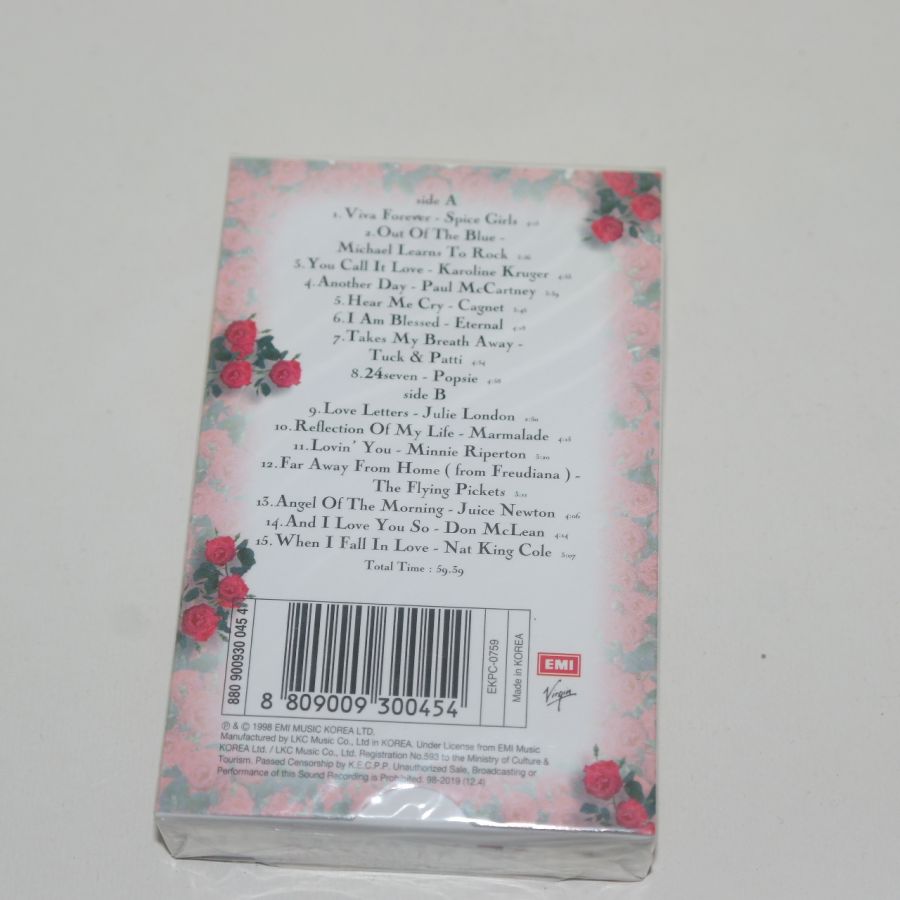 side A
1.Viva Forever - Spice Girls
2.Out Of The Blue -
Michael Learns To Rock
3.You Call It Love - Karoline Kruger
4.Another Day - Paul McCartney
5.Hear Me Cry - Cagnet
6.I Am Blessed - Eternal
7.Takes My Breath Away -
Tuck & Patti
8.24seven - Popsie
side B
9.Love Letters - Julie London
10.Reflection Of My Life - Marmalade
11.Lovin' You - Minnie Riperton
12.Far Away From Home ( from Freudiana ) -
The Flying Pickets
13.Angel Of The Morning - Juice Newton 4:06
14.And I Love You So - Don McLean 4:14
15.When I Fall In Love - Nat King Cole 3:07
Total Time : 59.39
880 900930 045 4
8 809009 300454
EKPC-0759
Made in KOREA
EMI
Virgin
℗ & © 1998 EMI MUSIC KOREA LTD.
Manufactured by LKC Music Co., Ltd in KOREA. Under License from EMI Music
KOREA Ltd. / LKC Music Co., Ltd. Registration No.593 to the Ministry of Culture &
Tourism. Passed Censorship by K.E.C.P.P. Unauthorized Sale, Broadcasting or
Performance of this Sound Recording is Prohibited. 98-2019 (12.4)